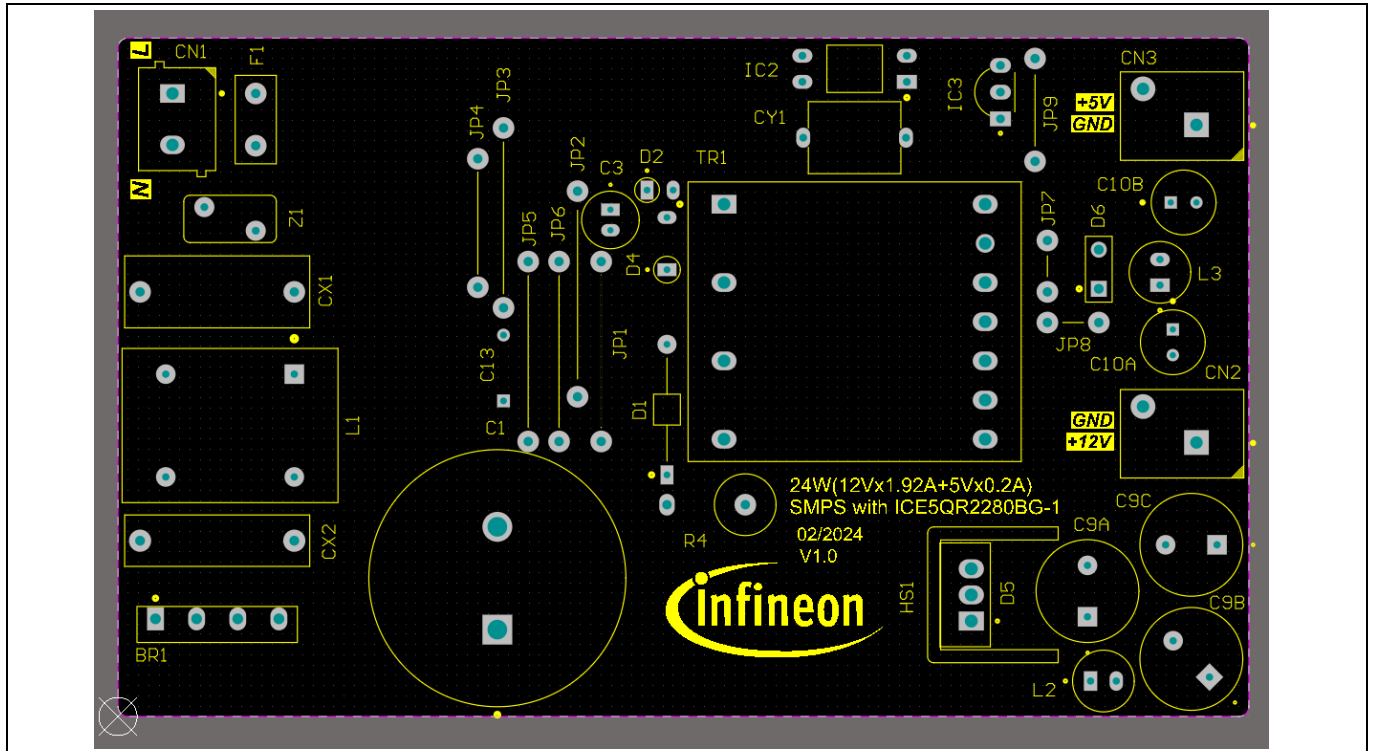 L
CN1
F1
N
Z1
CX1
L1
CX2
BR1
JP4
JP3
JP2
JP5
JP6
JP1
C13
C1
C3
D2
D4
D1
TR1
IC2
CY1
IC3
JP9
CN3
+5V
GND
C10B
JP7
D6
L3
JP8
C10A
CN2
GND
+12V
R4
24W(12Vx1.92A+5Vx0.2A)
SMPS with ICE5QR2280BG-1
02/2024
V1.0
infineon
HS1
D5
C9A
C9C
C9B
L2